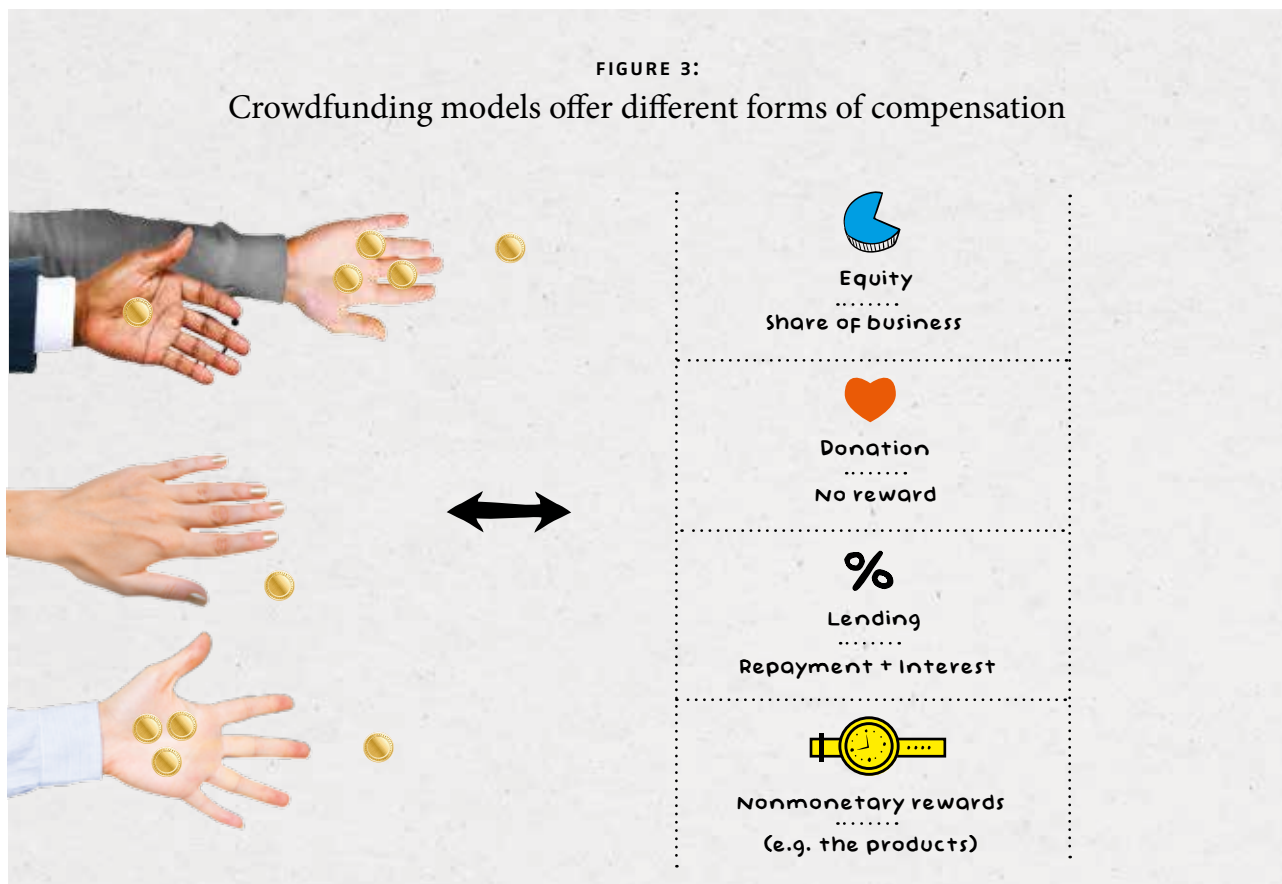 FIGURE 3:
Crowdfunding models offer different forms of compensation
Equity
Share of business
Donation
No reward
%
Lending
Repayment + Interest
Nonmonetary rewards
(e.g. the products)